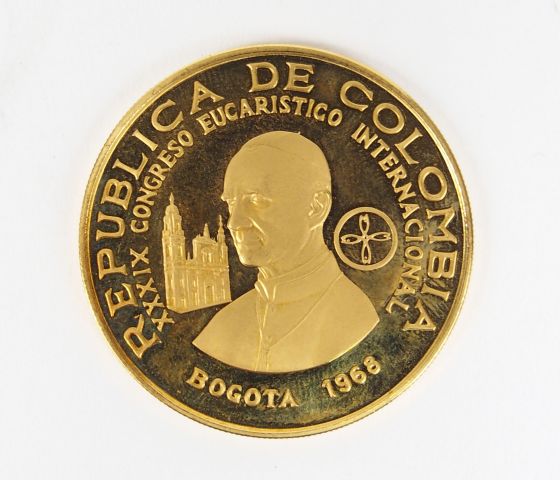 REPUBLICA DE COLOMBIA
XXXIX CONGRESO EUCARISTICO INTERNACIONAL
BOGOTA 1968